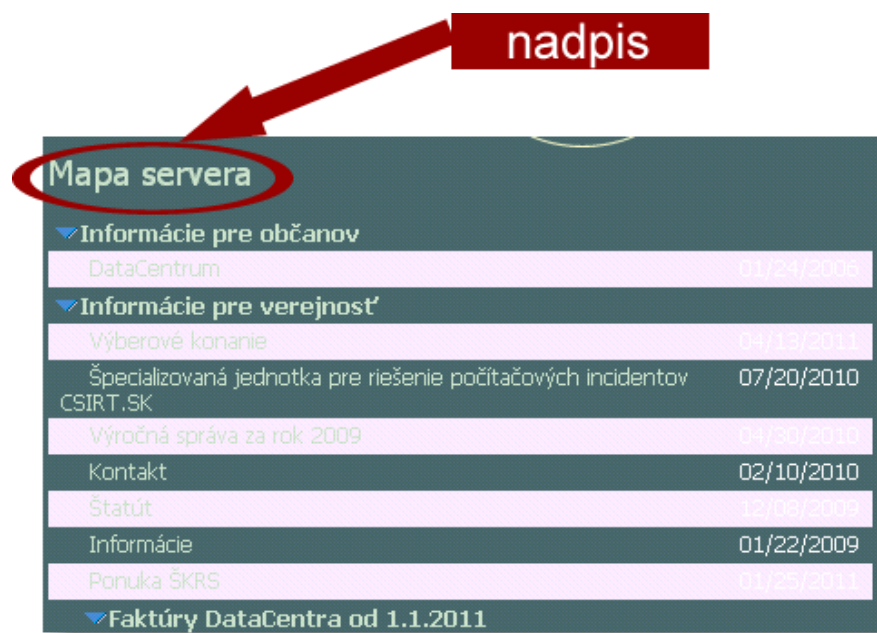 nadpis
Mapa servera
Informácie pre občanov
DataCentrum 01/24/2006
Informácie pre verejnosť
Výberové konanie 04/13/2011
Špecializovaná jednotka pre riešenie počítačových incidentov 07/20/2010
CSIRT.SK
Výročná správa za rok 2009 04/30/2010
Kontakt 02/10/2010
Štatút 12/08/2009
Informácie 01/22/2009
Ponuka ŠKRS 01/25/2011
Faktúry DataCentra od 1.1.2011